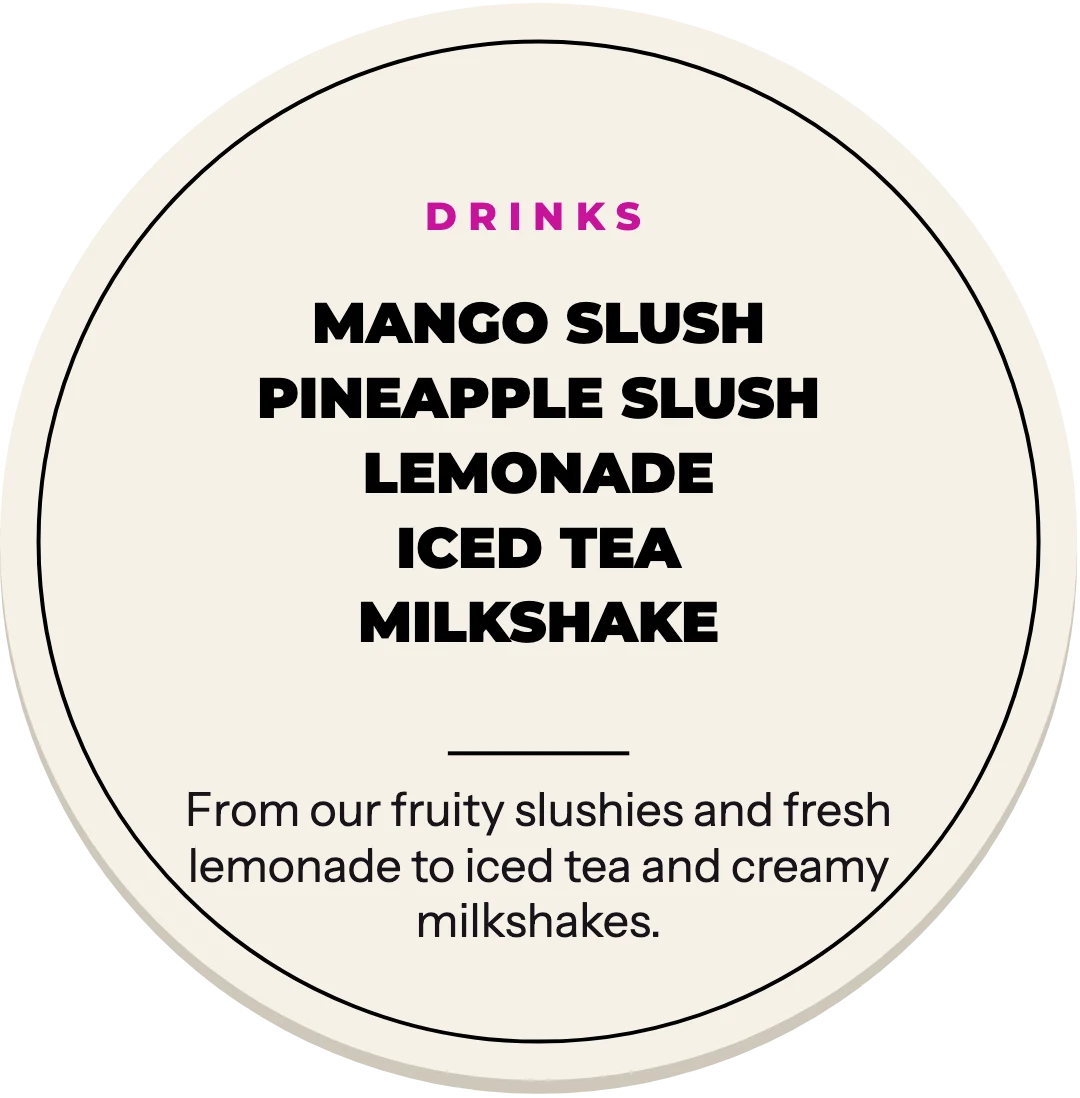 DRINKS
MANGO SLUSH
PINEAPPLE SLUSH
LEMONADE
ICED TEA
MILKSHAKE
From our fruity slushies and fresh
lemonade to iced tea and creamy
milkshakes.